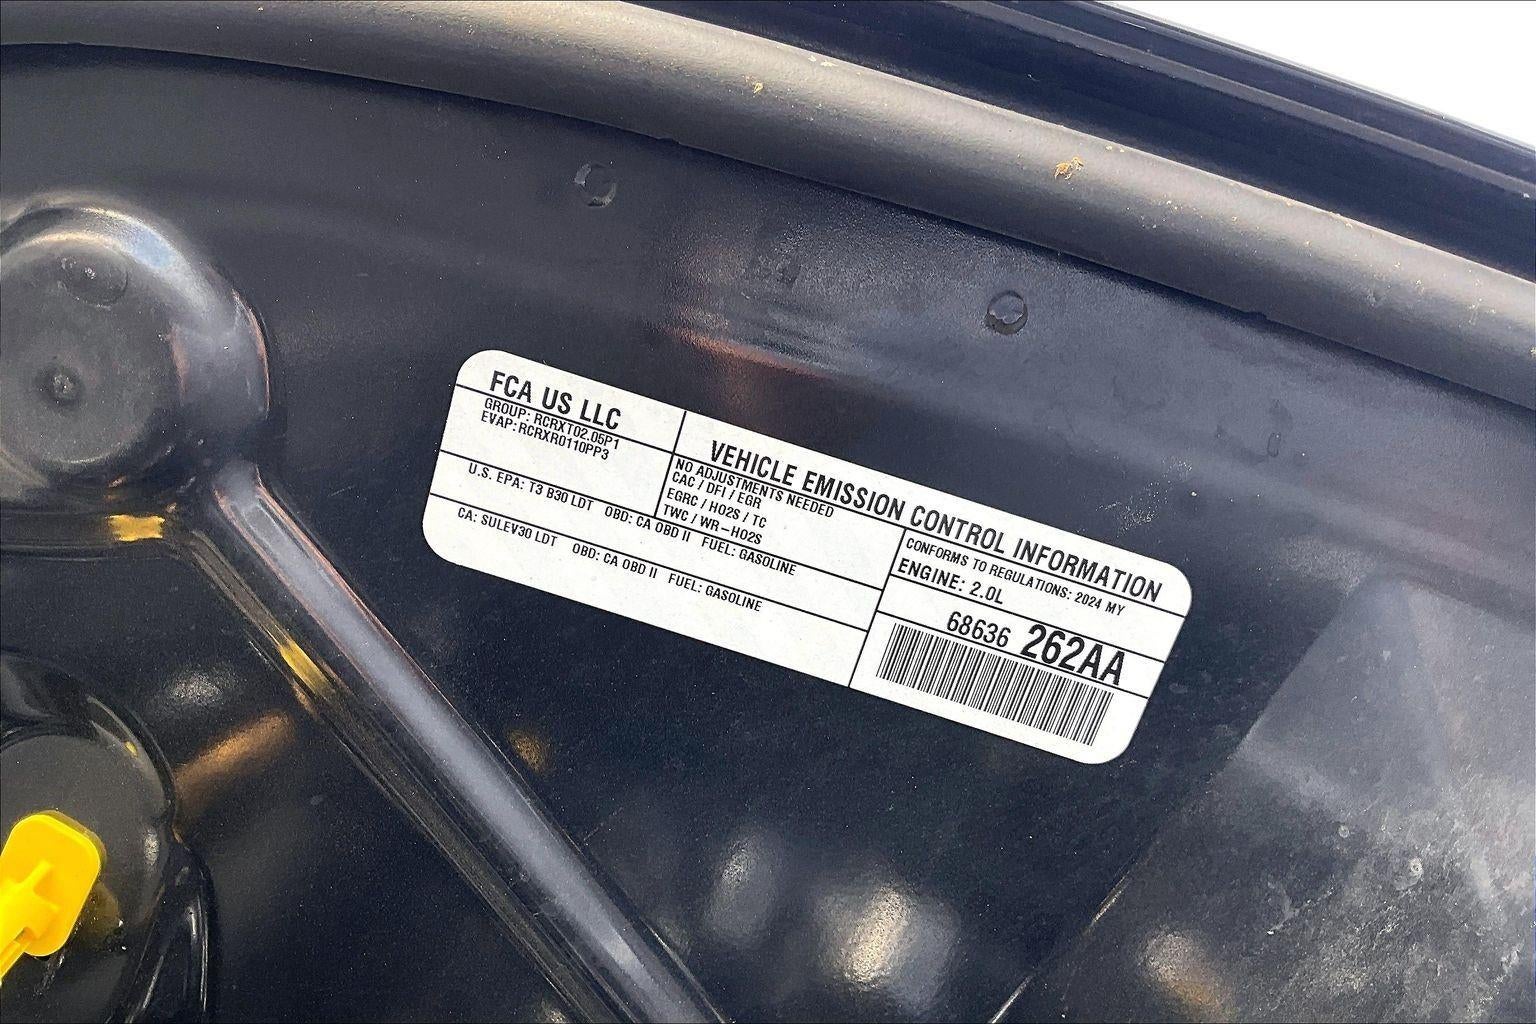 FCA US LLC
GROUP: RCRXT02.05P1
EVAP: RCRXR0110PP3
VEHICLE EMISSION CONTROL INFORMATION
NO ADJUSTMENTS NEEDED
CAC / DFI / EGR
EGRC / HO2S / TC
TWC / WR-HO2S
CONFORMS TO REGULATIONS: 2024 MY
U.S. EPA: T3 B30 LDT OBD: CA OBD II FUEL: GASOLINE
ENGINE: 2.0L
CA: SULEV30 LDT OBD: CA OBD II FUEL: GASOLINE
68636 262AA